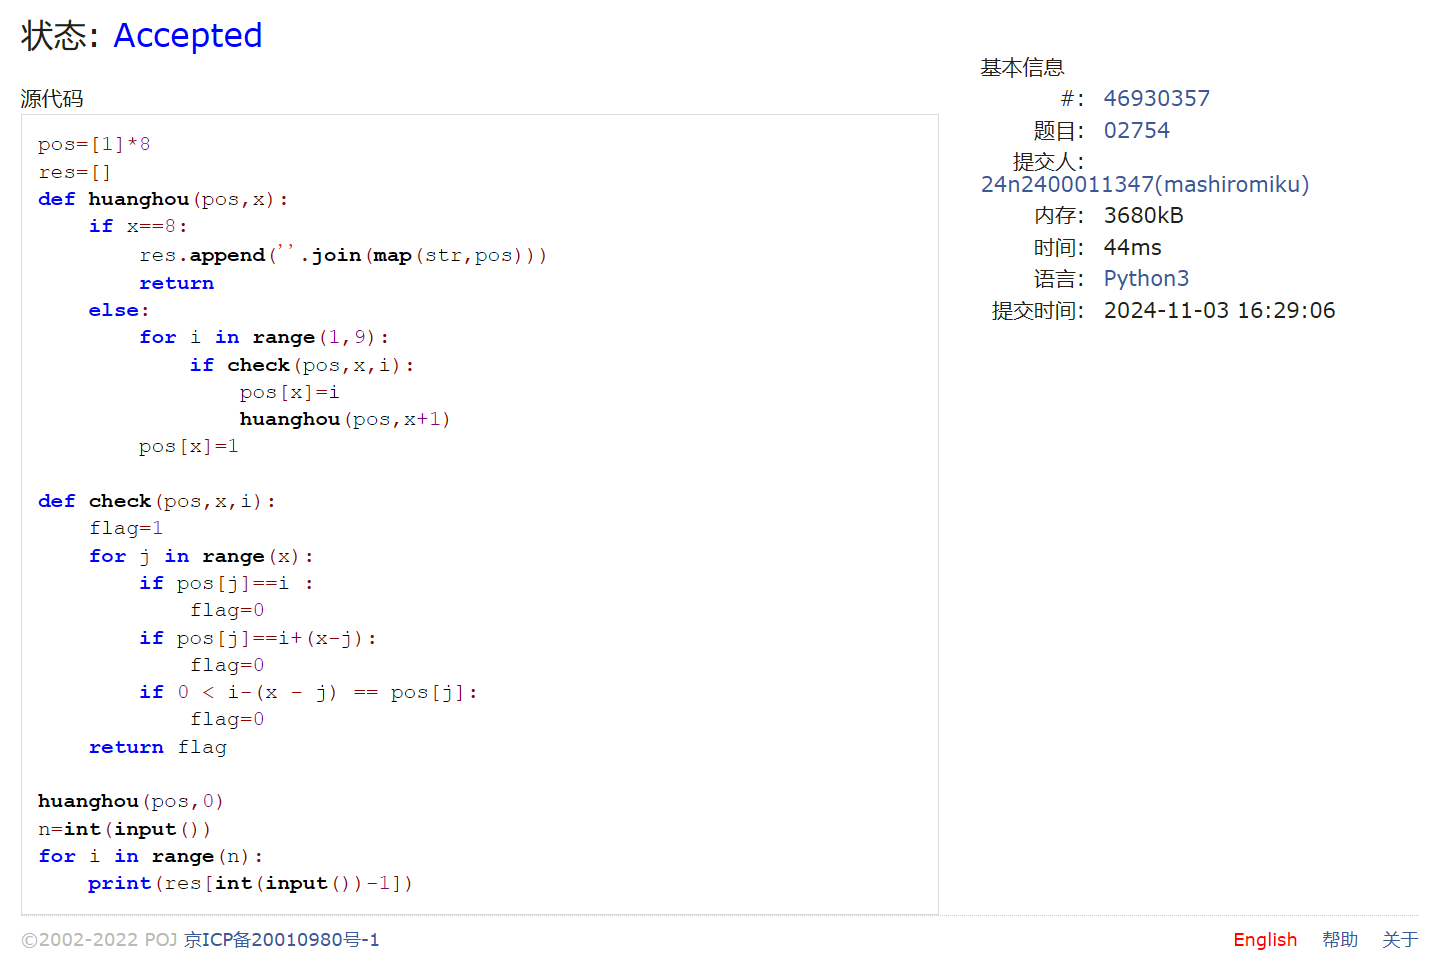 状态: Accepted
源代码
pos=[1]*8
res=[]
def huanghou(pos,x):
    if x==8:
        res.append(''.join(map(str,pos)))
        return
    else:
        for i in range(1,9):
            if check(pos,x,i):
                pos[x]=i
                huanghou(pos,x+1)
        pos[x]=1

def check(pos,x,i):
    flag=1
    for j in range(x):
        if pos[j]==i :
            flag=0
        if pos[j]==i+(x-j):
            flag=0
        if 0 < i-(x - j) == pos[j]:
            flag=0
    return flag

huanghou(pos,0)
n=int(input())
for i in range(n):
    print(res[int(input())-1])
基本信息
#: 46930357
题目: 02754
提交人:
24n2400011347(mashiromiku)
内存: 3680kB
时间: 44ms
语言: Python3
提交时间: 2024-11-03 16:29:06
©2002-2022 POJ 京ICP备20010980号-1
English 帮助 关于